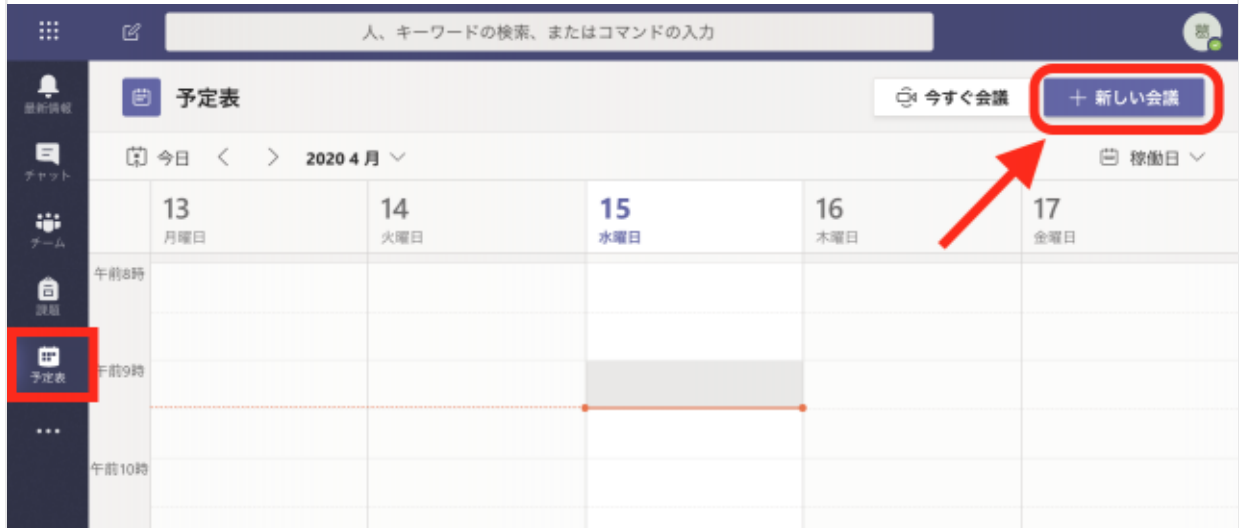 人、キーワードの検索、またはコマンドの入力
最新情報
チャット
チーム
課題
予定表
予定表
今すぐ会議
+ 新しい会議
今日
2020 4 月
稼働日
13
月曜日
14
火曜日
15
水曜日
16
木曜日
17
金曜日
午前8時
午前9時
午前10時